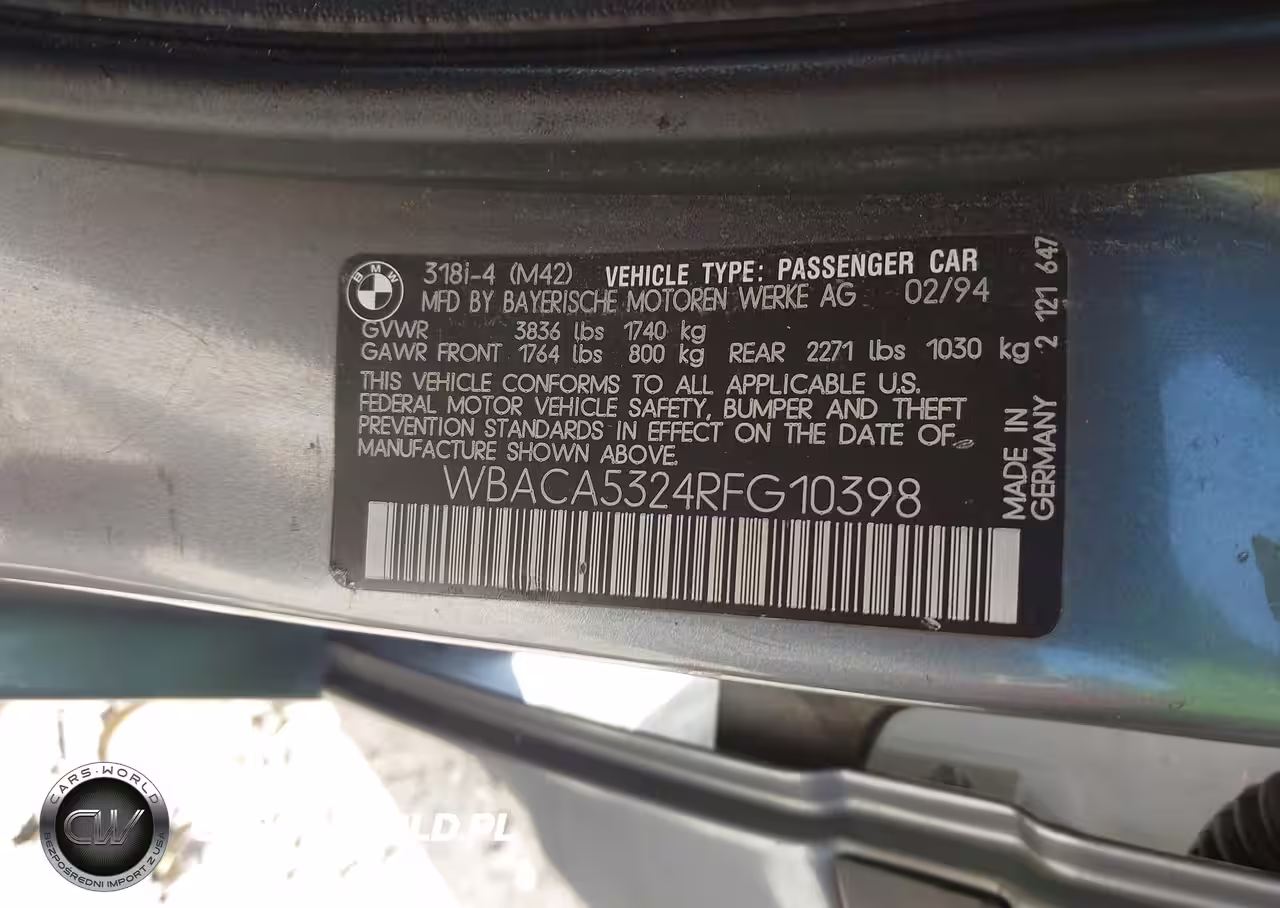 BMW
318i-4 (M42) VEHICLE TYPE: PASSENGER CAR
MFD BY BAYERISCHE MOTOREN WERKE AG 02/94
GVWR 3836 lbs 1740 kg
GAWR FRONT 1764 lbs 800 kg REAR 2271 lbs 1030 kg
THIS VEHICLE CONFORMS TO ALL APPLICABLE U.S.
FEDERAL MOTOR VEHICLE SAFETY, BUMPER AND THEFT
PREVENTION STANDARDS IN EFFECT ON THE DATE OF
MANUFACTURE SHOWN ABOVE.
WBACA5324RFG10398
MADE IN
GERMANY 2 121 647
CARS-WORLD
CW
BEZPOŚREDNI IMPORT Z USA